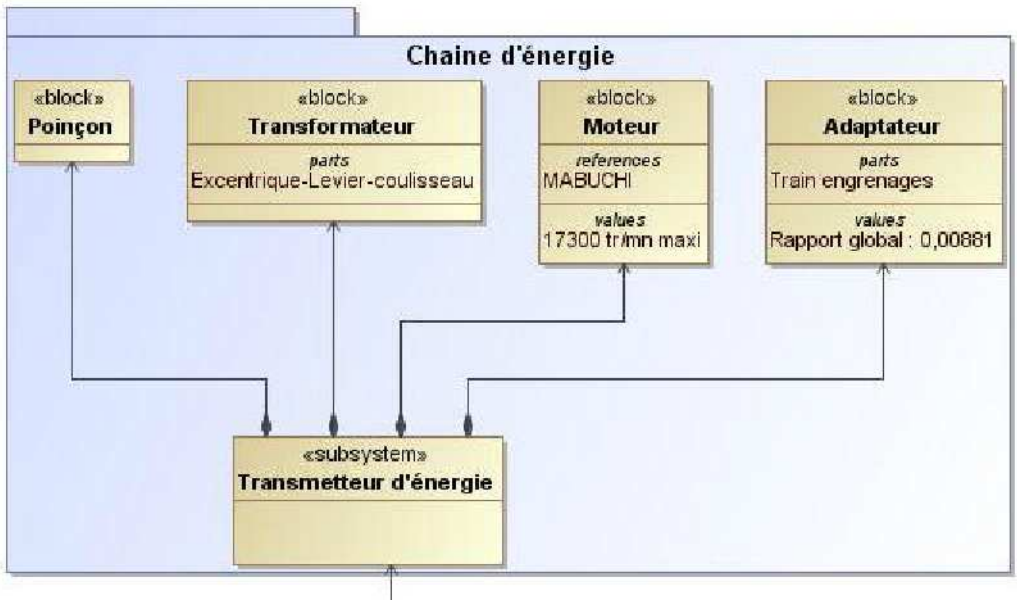 Chaine d'énergie
«block»
Poinçon
«block»
Transformateur
parts
Excentrique-Levier-coulisseau
«block»
Moteur
references
MABUCHI
values
17300 tr/mn maxi
«block»
Adaptateur
parts
Train engrenages
values
Rapport global : 0,00881
«subsystem»
Transmetteur d'énergie